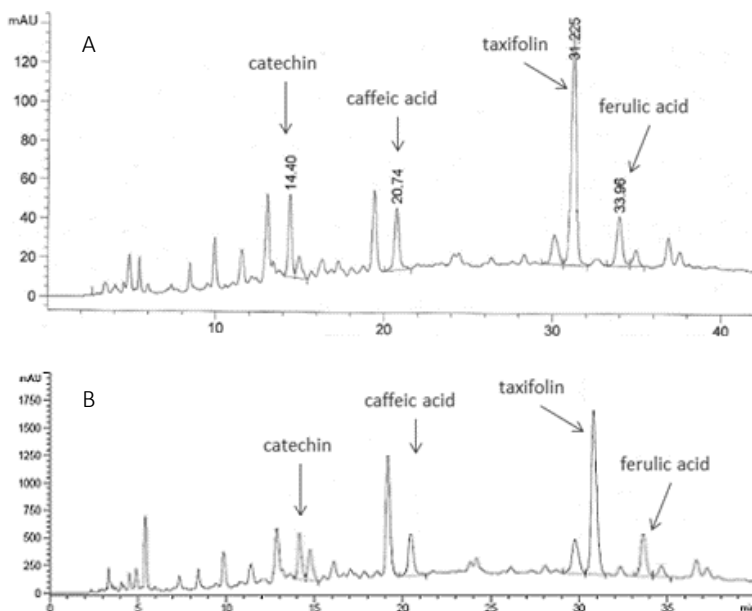 mAU
A
taxifolin
31.225
catechin
caffeic acid
ferulic acid
14.40
20.74
33.96
120
100
80
60
40
20
0
10
20
30
40
mAU
B
caffeic acid
taxifolin
catechin
ferulic acid
1750
1500
1250
1000
750
500
250
0
0
5
10
15
20
25
30
35